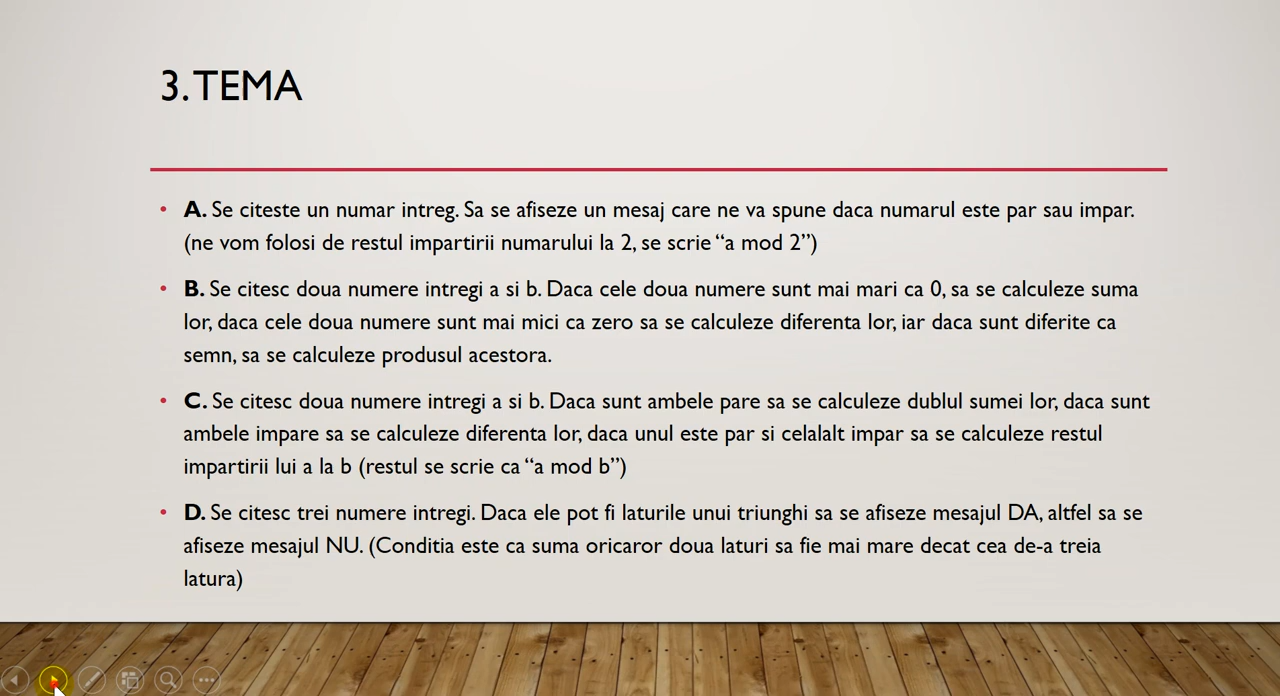 3. TEMA
• A. Se citeste un numar intreg. Sa se afiseze un mesaj care ne va spune daca numarul este par sau impar.
(ne vom folosi de restul impartirii numarului la 2, se scrie “a mod 2”)
• B. Se citesc doua numere intregi a si b. Daca cele doua numere sunt mai mari ca 0, sa se calculeze suma
lor, daca cele doua numere sunt mai mici ca zero sa se calculeze diferenta lor, iar daca sunt diferite ca
semn, sa se calculeze produsul acestora.
• C. Se citesc doua numere intregi a si b. Daca sunt ambele pare sa se calculeze dublul sumei lor, daca sunt
ambele impare sa se calculeze diferenta lor, daca unul este par si celalalt impar sa se calculeze restul
impartirii lui a la b (restul se scrie ca “a mod b”)
• D. Se citesc trei numere intregi. Daca ele pot fi laturile unui triunghi sa se afiseze mesajul DA, altfel sa se
afiseze mesajul NU. (Conditia este ca suma oricaror doua laturi sa fie mai mare decat cea de-a treia
latura)